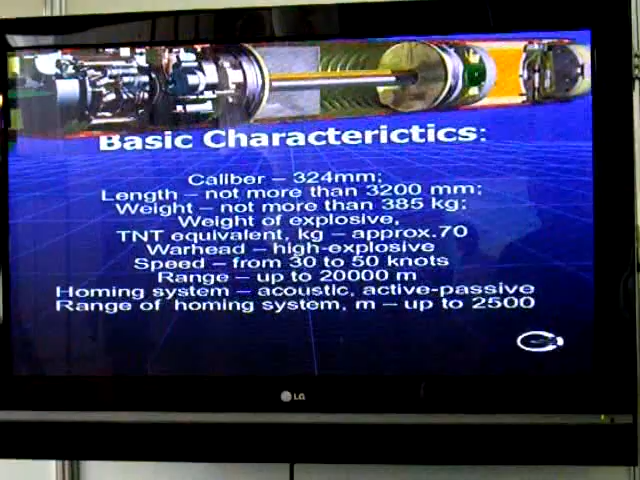 Basic Characterictics:
Caliber – 324mm;
Length – not more than 3200 mm;
Weight – not more than 385 kg;
Weight of explosive,
TNT equivalent, kg – approx.70
Warhead – high-explosive
Speed – from 30 to 50 knots
Range – up to 20000 m
Homing system – acoustic, active-passive
Range of homing system, m – up to 2500
LG